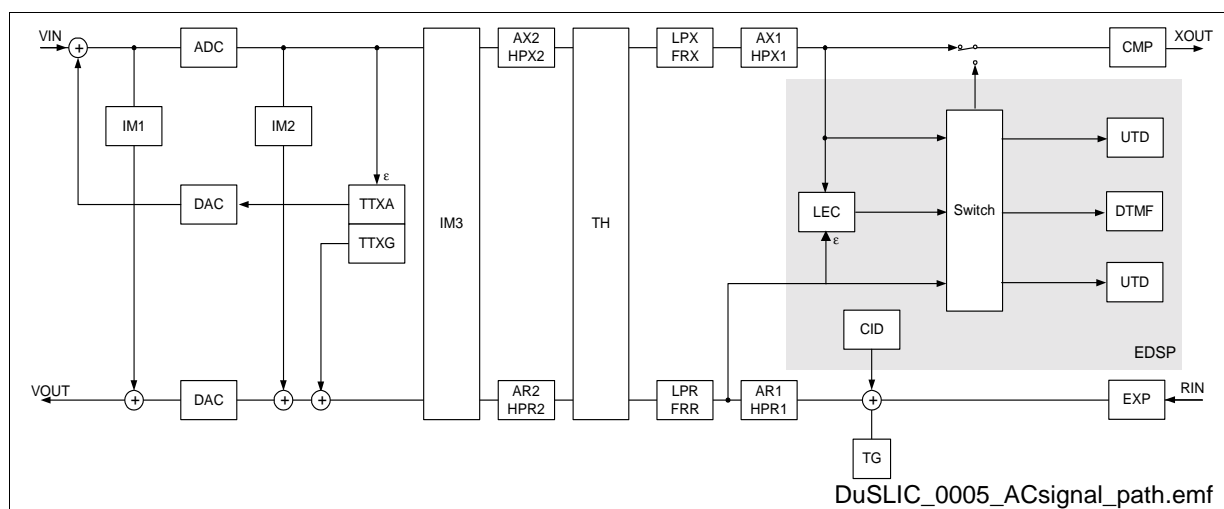 VIN
ADC
AX2
HPX2
LPX
FRX
AX1
HPX1
CMP
XOUT
IM1
IM2
UTD
ε
DAC
TTXA
TTXG
IM3
TH
LEC
ε
Switch
DTMF
UTD
CID
EDSP
VOUT
DAC
AR2
HPR2
LPR
FRR
AR1
HPR1
EXP
RIN
TG
DuSLIC_0005_ACsignal_path.emf